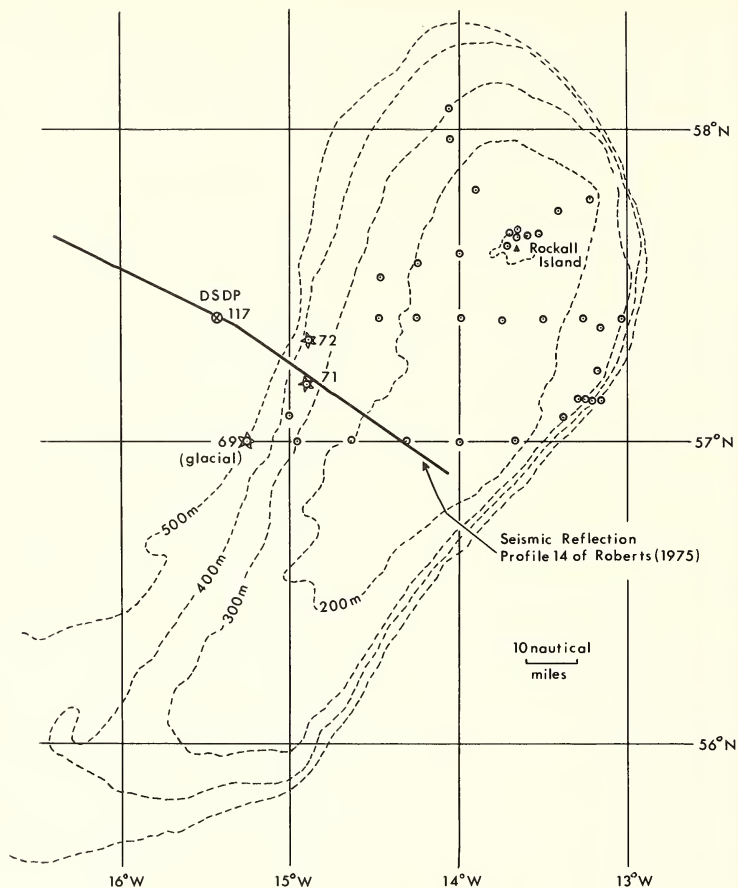 58°N
Rockall
Island
DSDP
117
72
71
69
(glacial)
57°N
500m
400m
300m
200m
Seismic Reflection
Profile 14 of Roberts (1975)
10 nautical
miles
56°N
16°W
15°W
14°W
13°W